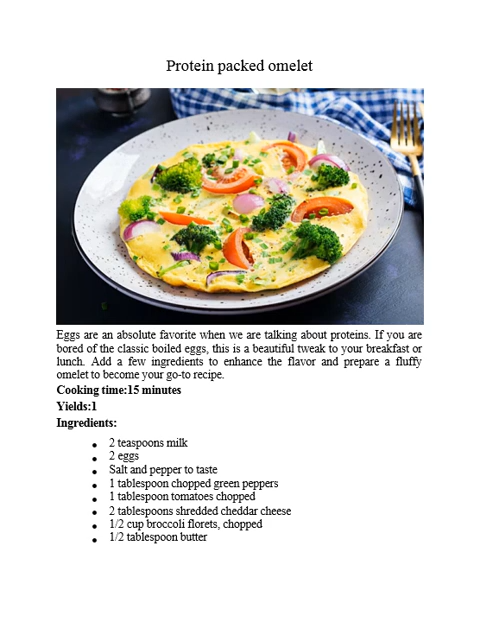 Protein packed omelet
Eggs are an absolute favorite when we are talking about proteins. If you are
bored of the classic boiled eggs, this is a beautiful tweak to your breakfast or
lunch. Add a few ingredients to enhance the flavor and prepare a fluffy
omelet to become your go-to recipe.
Cooking time:15 minutes
Yields:1
Ingredients:
● 2 teaspoons milk
● 2 eggs
● Salt and pepper to taste
● 1 tablespoon chopped green peppers
● 1 tablespoon tomatoes chopped
● 2 tablespoons shredded cheddar cheese
● 1/2 cup broccoli florets, chopped
● 1/2 tablespoon butter